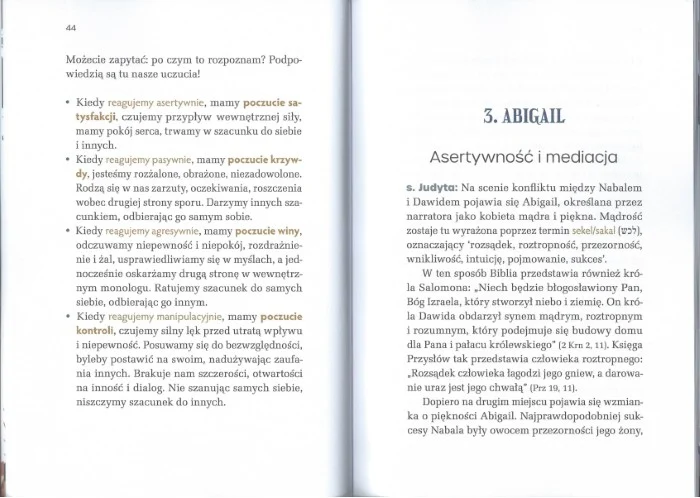 44
Możecie zapytać: po czym to rozpoznam? Podpo-
wiedzią są tu nasze uczucia!
• Kiedy reagujemy asertywnie, mamy poczucie sa-
tysfakcji, czujemy przypływ wewnętrznej siły,
mamy pokój serca, trwamy w szacunku do siebie
i innych.
• Kiedy reagujemy pasywnie, mamy poczucie krzyw-
dy, jesteśmy rozżalone, obrażone, niezadowolone.
Rodzą się w nas zarzuty, oczekiwania, roszczenia
wobec drugiej strony sporu. Darzymy innych sza-
cunkiem, odbierając go samym sobie.
• Kiedy reagujemy agresywnie, mamy poczucie winy,
odczuwamy niepewność i niepokój, rozdrażnie-
nie i żal, usprawiedliwiamy się w myślach, a jed-
nocześnie oskarżamy drugą stronę w wewnętrz-
nym monologu. Ratujemy szacunek do samych
siebie, odbierając go innym.
• Kiedy reagujemy manipulacyjnie, mamy poczucie
kontroli, czujemy silny lęk przed utratą wpływu
i niepewność. Posuwamy się do bezwzględności,
byleby postawić na swoim, nadużywając zaufa-
nia innych. Brakuje nam szczerości, otwartości
na inność i dialog. Nie szanując samych siebie,
niszczymy szacunek do innych.
3. ABIGAIL
Asertywność i mediacja
s. Judyta: Na scenie konfliktu między Nabalem
i Dawidem pojawia się Abigail, określana przez
narratora jako kobieta mądra i piękna. Mądrość
zostaje tu wyrażona poprzez termin sekel/sakal (לכש),
oznaczający 'rozsądek, roztropność, przezorność,
wnikliwość, intuicję, pojmowanie, sukces'.
W ten sposób Biblia przedstawia również kró-
la Salomona: „Niech będzie błogosławiony Pan,
Bóg Izraela, który stworzył niebo i ziemię. On kró-
la Dawida obdarzył synem mądrym, roztropnym
i rozumnym, który podejmuje się budowy domu
dla Pana i pałacu królewskiego" (2 Krn 2, 11). Księga
Przysłów tak przedstawia człowieka roztropnego:
„Rozsądek człowieka łagodzi jego gniew, a darowa-
nie uraz jest jego chwałą" (Prz 19, 11).
Dopiero na drugim miejscu pojawia się wzmian-
ka o piękności Abigail. Najprawdopodobniej suk-
cesy Nabala były owocem przezorności jego żony,